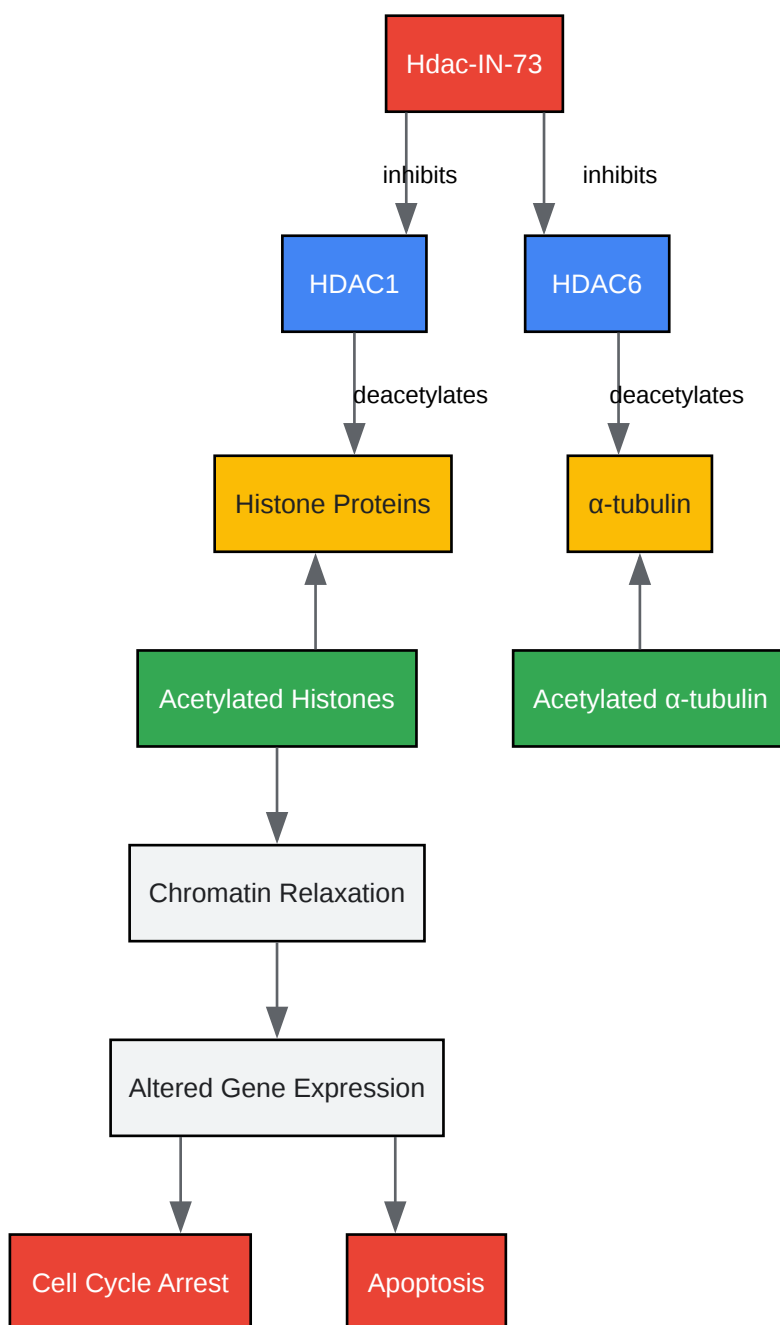 Hdac-IN-73
inhibits
inhibits
HDAC1
HDAC6
deacetylates
deacetylates
Histone Proteins
α-tubulin
Acetylated Histones
Acetylated α-tubulin
Chromatin Relaxation
Altered Gene Expression
Cell Cycle Arrest
Apoptosis